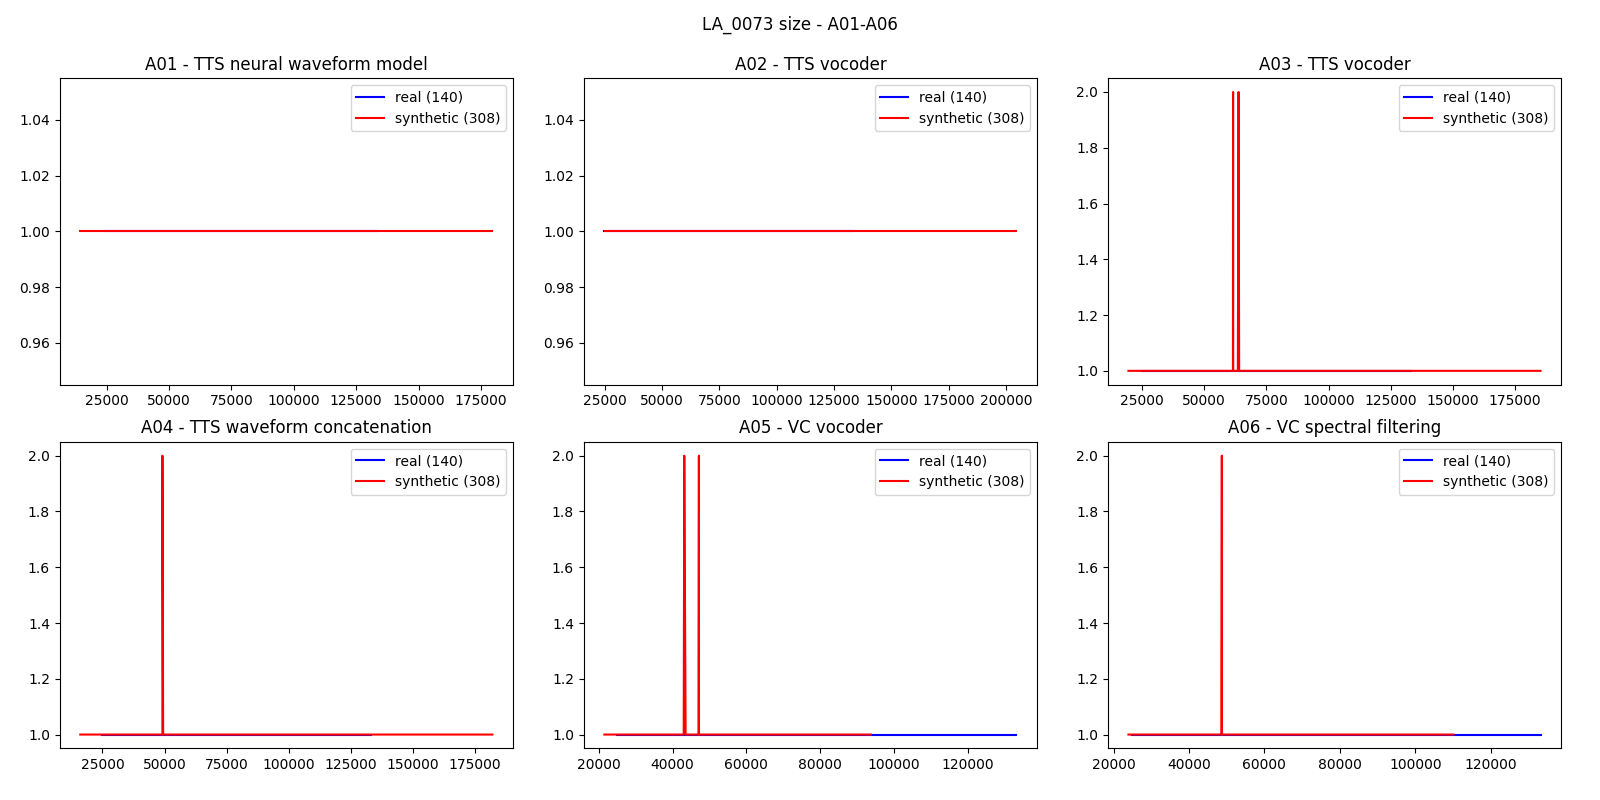 LA_0073 size - A01-A06
A01 - TTS neural waveform model
real (140)
synthetic (308)
1.04
1.02
1.00
0.98
0.96
25000 50000 75000 100000 125000 150000 175000
A02 - TTS vocoder
real (140)
synthetic (308)
1.04
1.02
1.00
0.98
0.96
25000 50000 75000 100000 125000 150000 175000 200000
A03 - TTS vocoder
real (140)
synthetic (308)
2.0
1.8
1.6
1.4
1.2
1.0
25000 50000 75000 100000 125000 150000 175000
A04 - TTS waveform concatenation
real (140)
synthetic (308)
2.0
1.8
1.6
1.4
1.2
1.0
25000 50000 75000 100000 125000 150000 175000
A05 - VC vocoder
real (140)
synthetic (308)
2.0
1.8
1.6
1.4
1.2
1.0
20000 40000 60000 80000 100000 120000
A06 - VC spectral filtering
real (140)
synthetic (308)
2.0
1.8
1.6
1.4
1.2
1.0
20000 40000 60000 80000 100000 120000